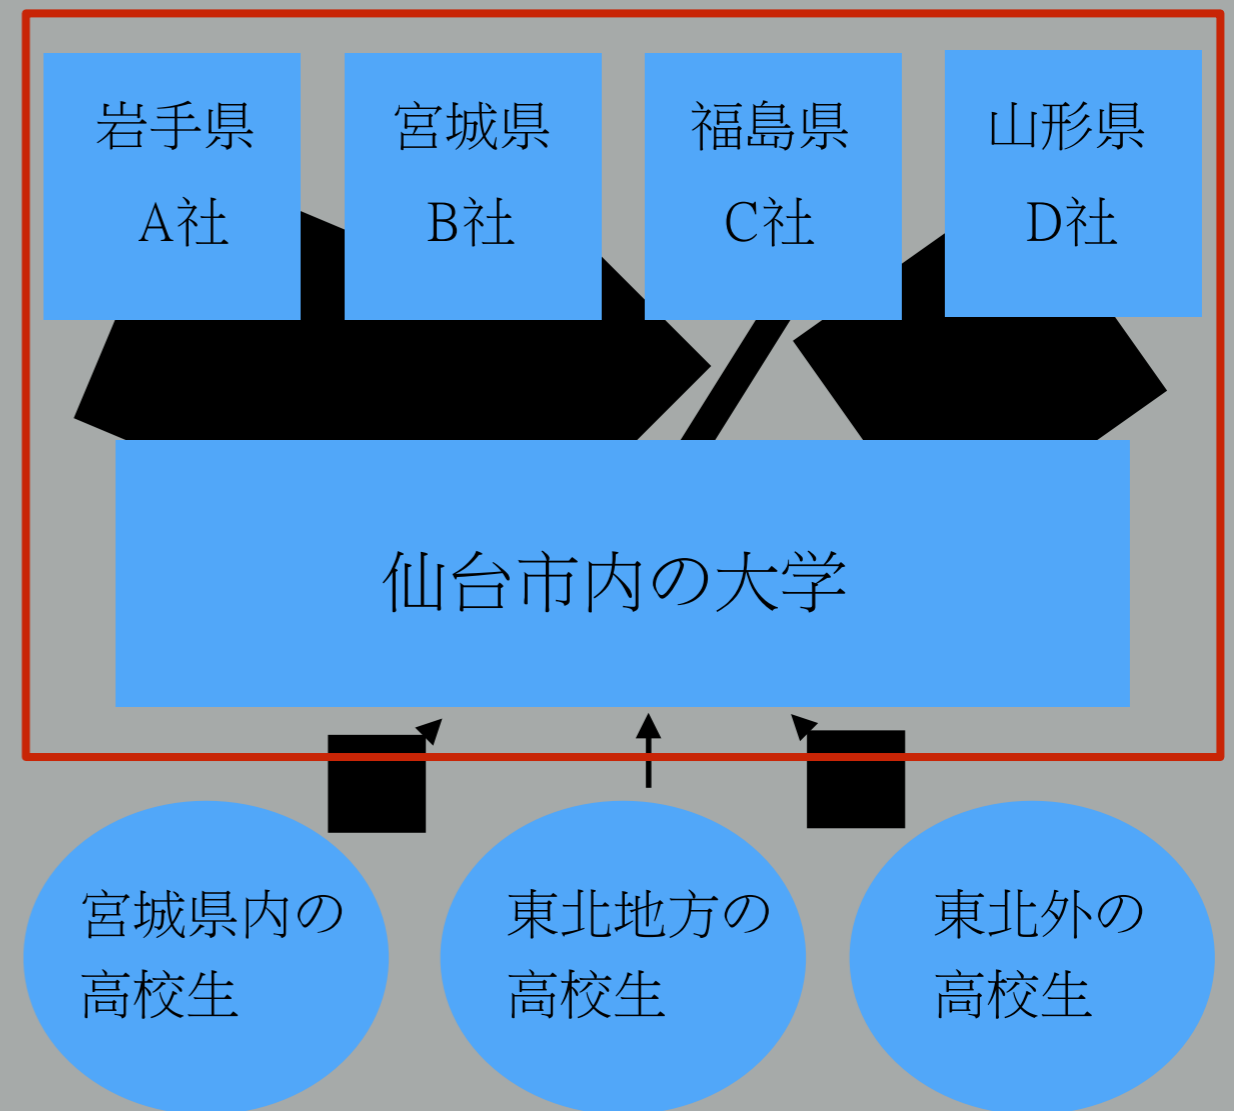 岩手県
A社
宮城県
B社
福島県
C社
山形県
D社
仙台市内の大学
宮城県内の
高校生
東北地方の
高校生
東北外の
高校生